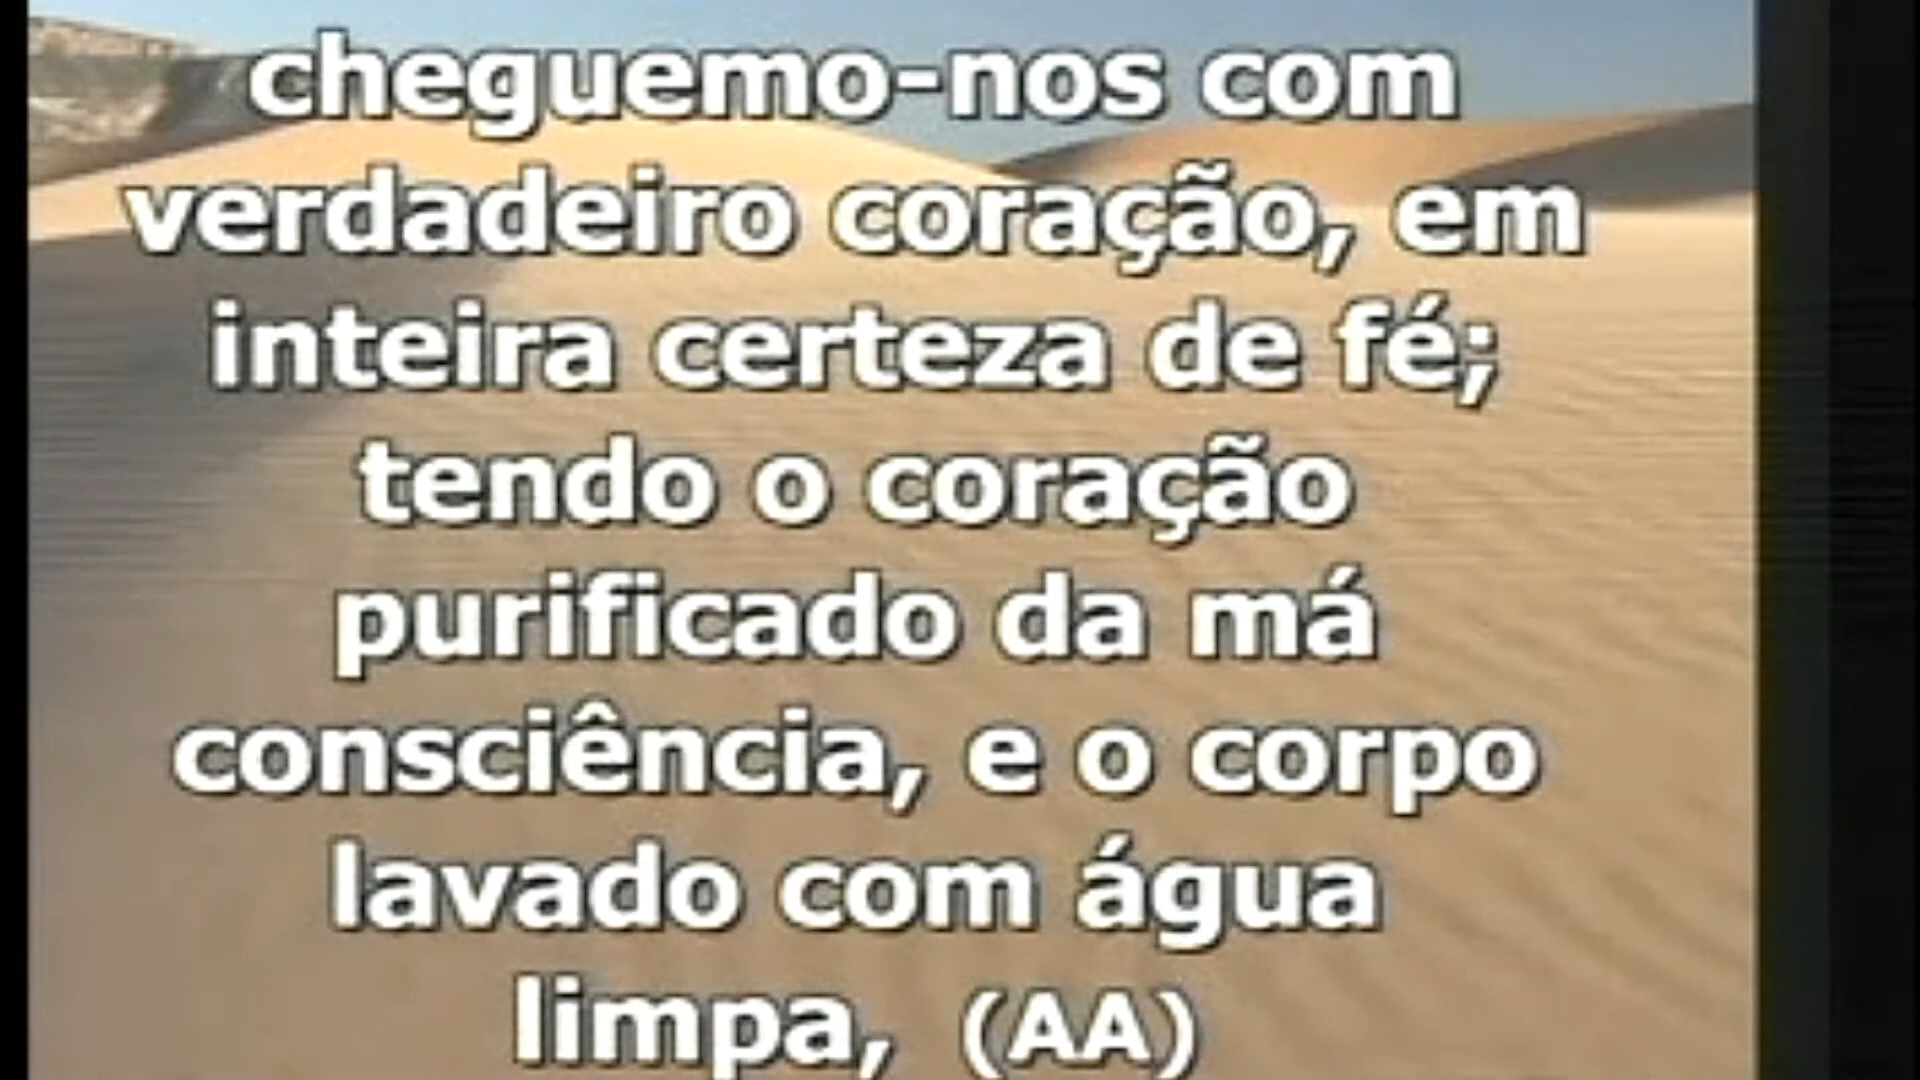 cheguemo-nos com
verdadeiro coração, em
inteira certeza de fé;
tendo o coração
purificado da má
consciência, e o corpo
lavado com água
limpa, (AA)